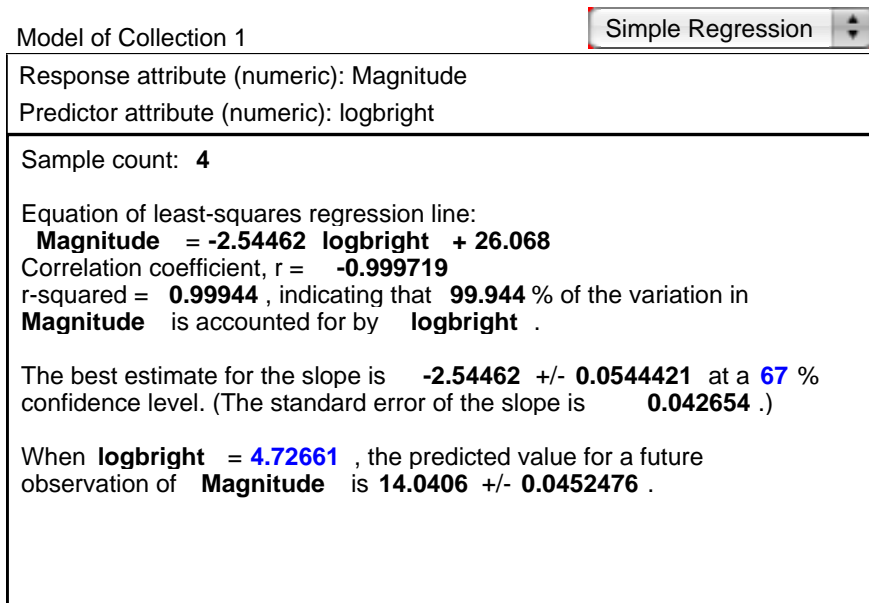 Model of Collection 1
Simple Regression
Response attribute (numeric): Magnitude
Predictor attribute (numeric): logbright
Sample count: 4
Equation of least-squares regression line:
Magnitude = -2.54462 logbright + 26.068
Correlation coefficient, r = -0.999719
r-squared = 0.99944 , indicating that 99.944 % of the variation in
Magnitude is accounted for by logbright .
The best estimate for the slope is -2.54462 +/- 0.0544421 at a 67 %
confidence level. (The standard error of the slope is 0.042654 .)
When logbright = 4.72661 , the predicted value for a future
observation of Magnitude is 14.0406 +/- 0.0452476 .